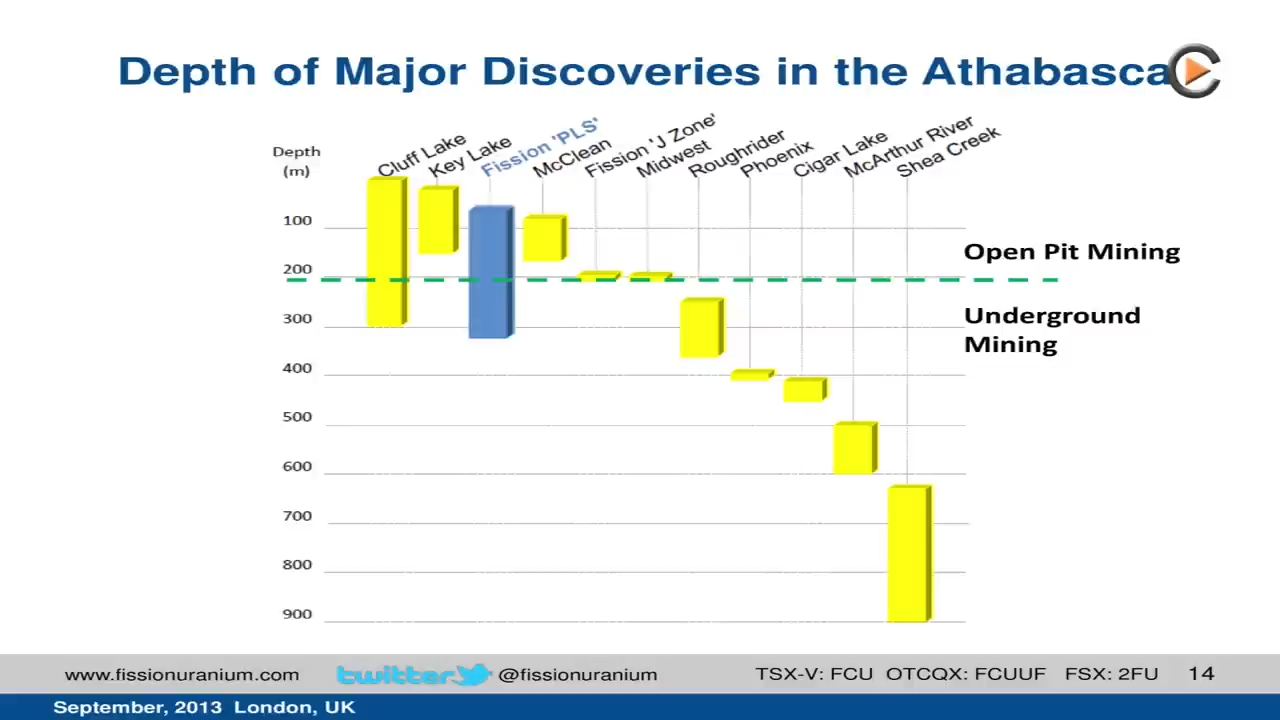 Depth of Major Discoveries in the Athabasca
Depth
(m)
Cluff Lake
Key Lake
Fission 'PLS'
McClean
Fission 'J Zone'
Midwest
Roughrider
Phoenix
Cigar Lake
McArthur River
Shea Creek
100
200
300
400
500
600
700
800
900
Open Pit Mining
Underground
Mining
www.fissionuranium.com twitter @fissionuranium TSX-V: FCU OTCQX: FCUUF FSX: 2FU 14
September, 2013 London, UK